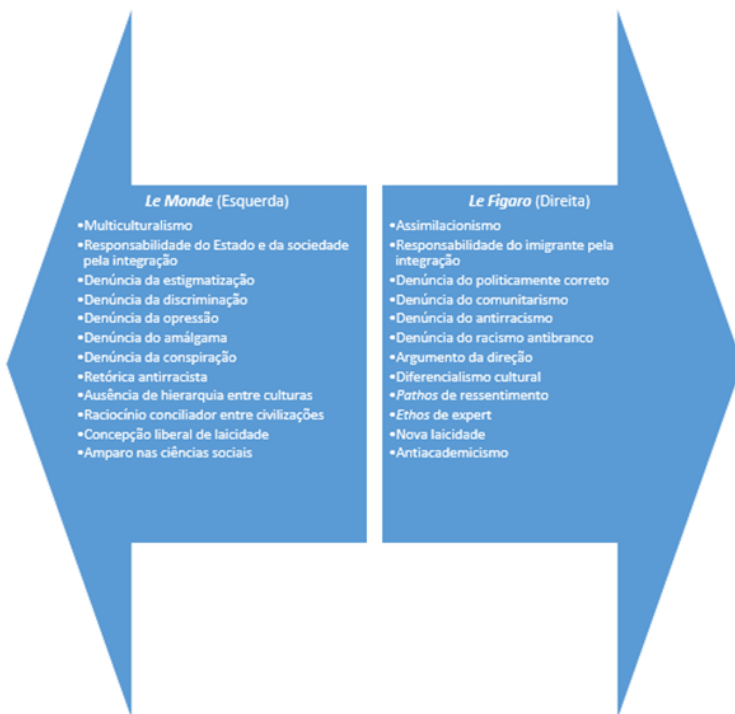 Le Monde (Esquerda)
•Multiculturalismo
•Responsabilidade do Estado e da sociedade
pela integração
•Denúncia da estigmatização
•Denúncia da discriminação
•Denúncia da opressão
•Denúncia do amálgama
•Denúncia da conspiração
•Retórica antirracista
•Ausência de hierarquia entre culturas
•Raciocínio conciliador entre civilizações
•Concepção liberal de laicidade
•Amparo nas ciências sociais
Le Figaro (Direita)
•Assimilacionismo
•Responsabilidade do imigrante pela
integração
•Denúncia do politicamente correto
•Denúncia do comunitarismo
•Denúncia do antirracismo
•Denúncia do racismo antibranco
•Argumento da direção
•Diferencialismo cultural
•Pathos de ressentimento
•Ethos de expert
•Nova laicidade
•Antiacademicismo